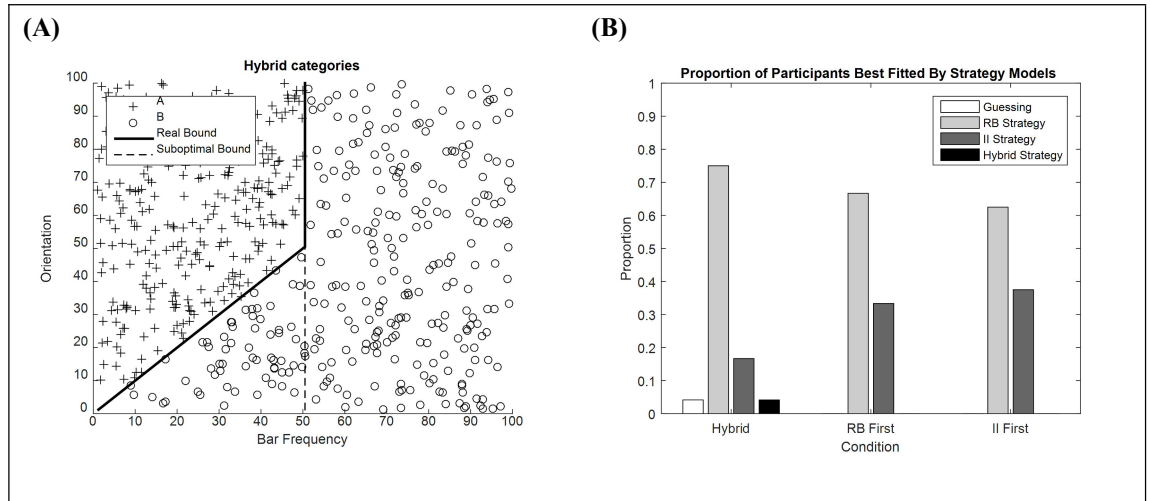 (A)
Hybrid categories
A
B
Real Bound
Suboptimal Bound
100
90
80
70
60
50
40
30
20
10
0
Orientation
0 10 20 30 40 50 60 70 80 90 100
Bar Frequency
(B)
Proportion of Participants Best Fitted By Strategy Models
Guessing
RB Strategy
II Strategy
Hybrid Strategy
1
0.9
0.8
0.7
0.6
0.5
0.4
0.3
0.2
0.1
0
Proportion
Hybrid RB First II First
Condition